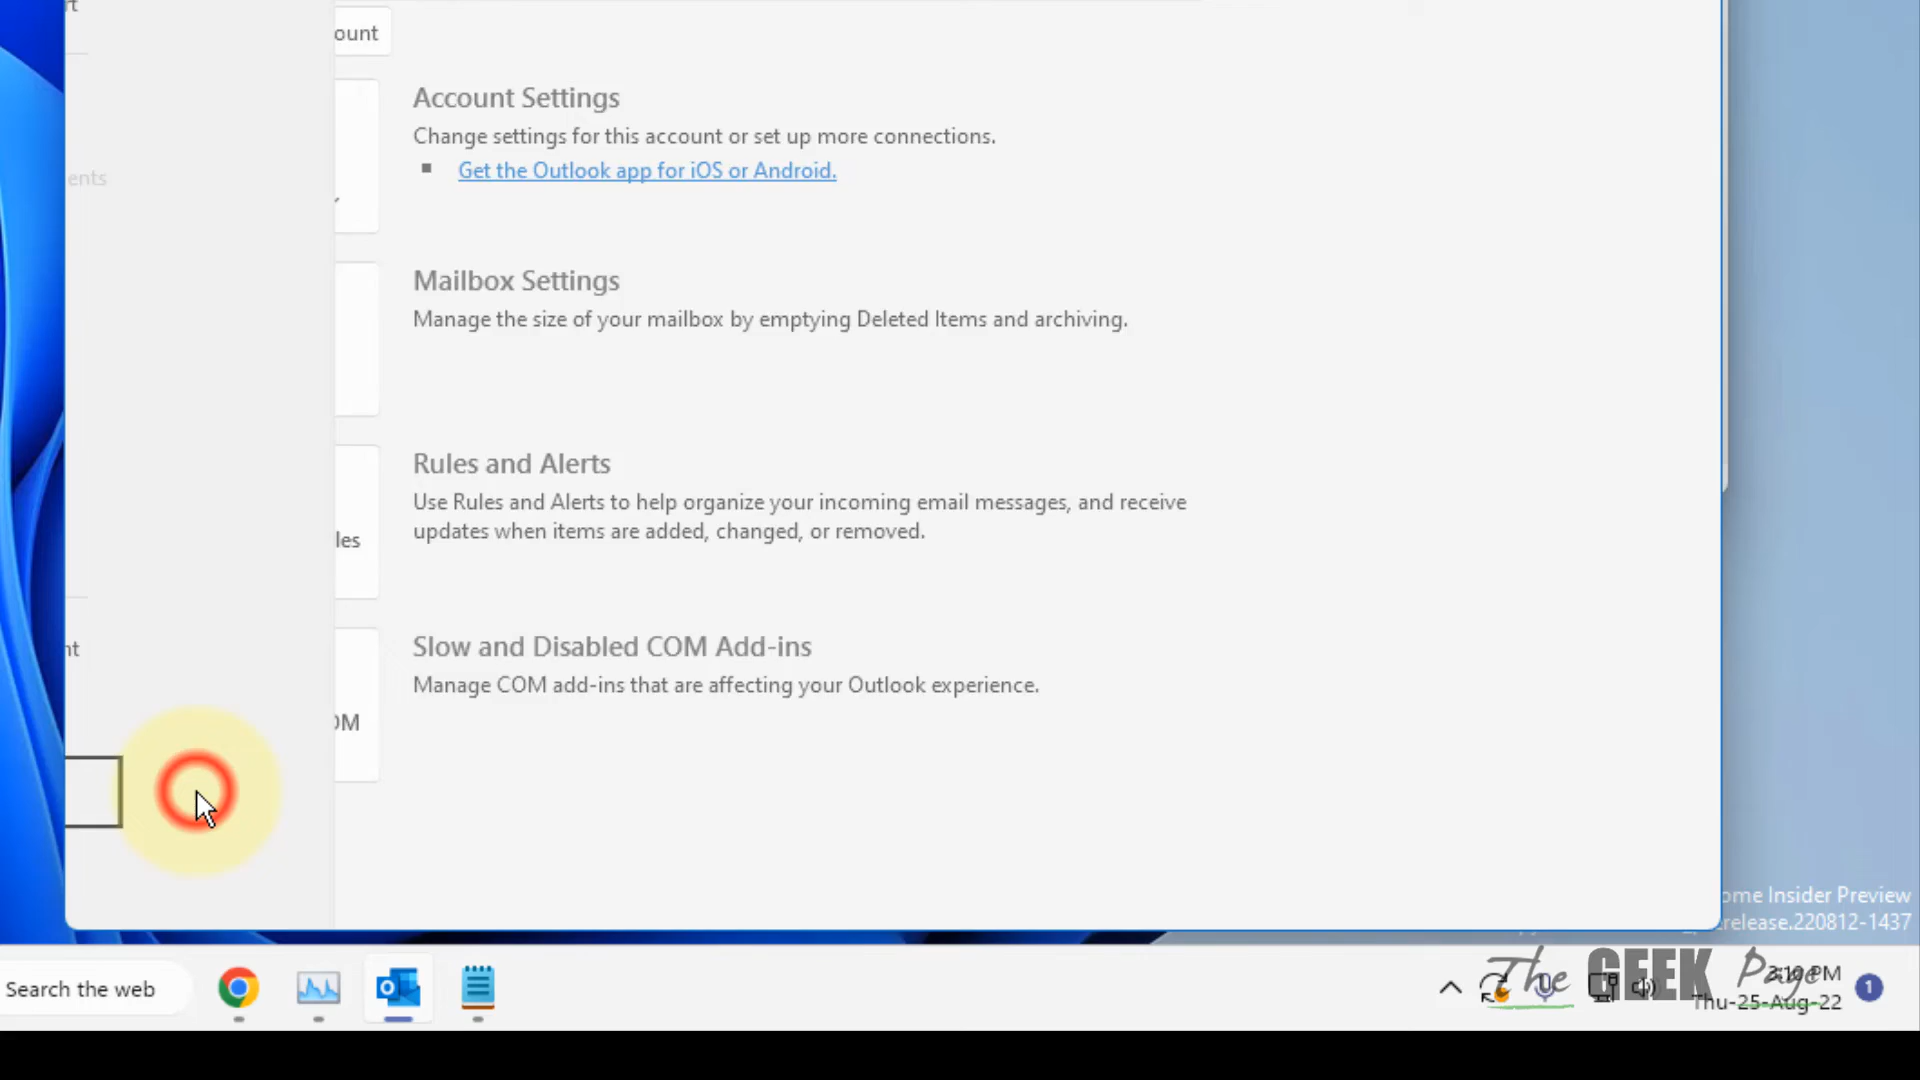 rt
ount
Account Settings
Change settings for this account or set up more connections.
Get the Outlook app for iOS or Android.
ents
Mailbox Settings
Manage the size of your mailbox by emptying Deleted Items and archiving.
Rules and Alerts
Use Rules and Alerts to help organize your incoming email messages, and receive
updates when items are added, changed, or removed.
les
Slow and Disabled COM Add-ins
Manage COM add-ins that are affecting your Outlook experience.
nt
OM
ome Insider Preview
release.220812-1437
Search the web
The GEEK Page
3:19 PM
Thu-25-Aug-22
1